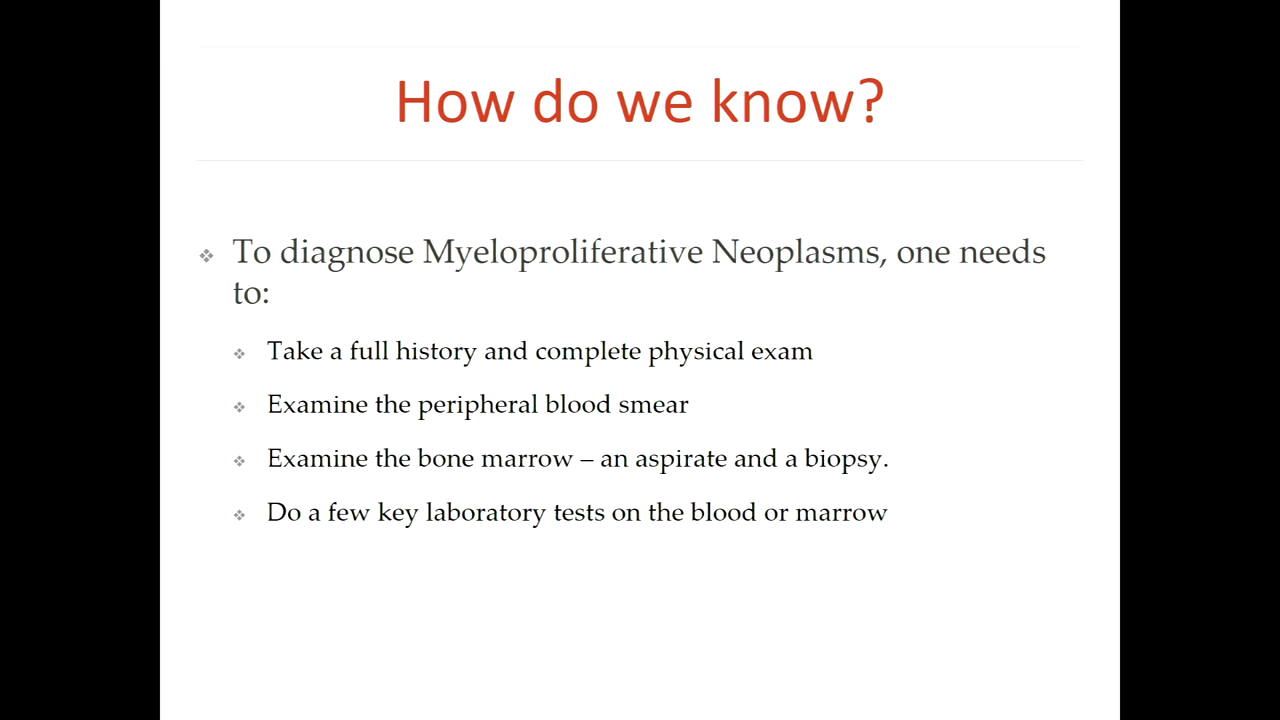 How do we know?
To diagnose Myeloproliferative Neoplasms, one needs
to:
Take a full history and complete physical exam
Examine the peripheral blood smear
Examine the bone marrow – an aspirate and a biopsy.
Do a few key laboratory tests on the blood or marrow